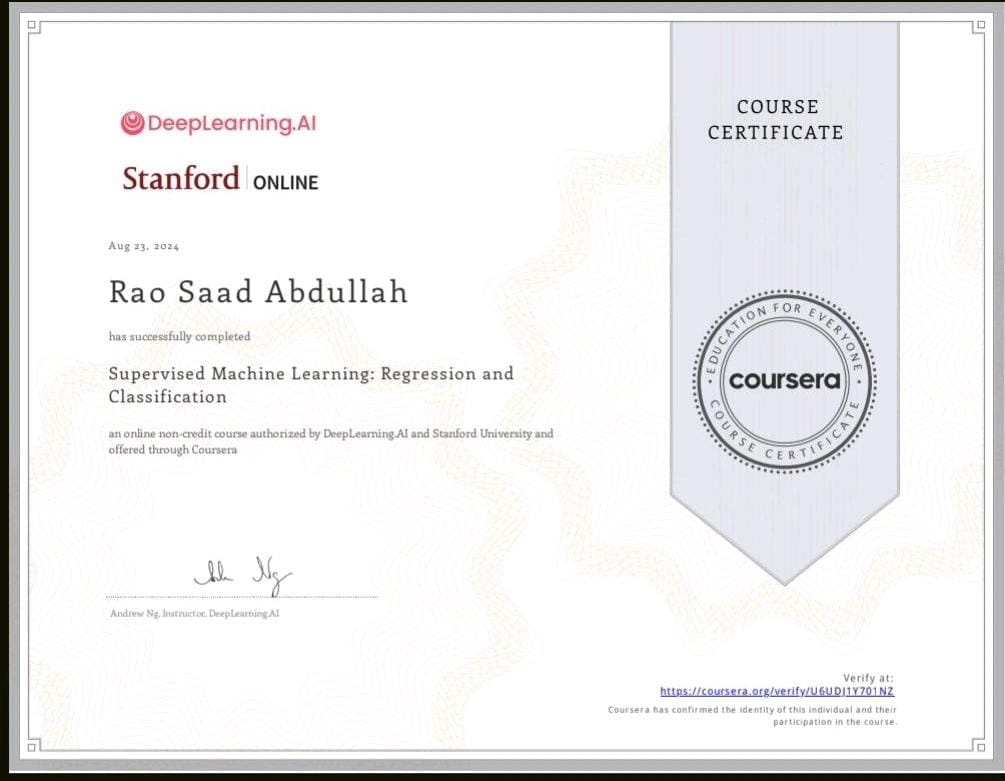 COURSE
CERTIFICATE
DeepLearning.AI
Stanford ONLINE
Aug 23, 2024
Rao Saad Abdullah
has successfully completed
Supervised Machine Learning: Regression and
Classification
an online non-credit course authorized by DeepLearning.AI and Stanford University and
offered through Coursera
EDUCATION FOR EVERYONE
coursera
COURSE CERTIFICATE
Andrew Ng, Instructor, DeepLearning.AI
Verify at:
https://coursera.org/verify/U6UDJ1Y701NZ
Coursera has confirmed the identity of this individual and their
participation in the course.